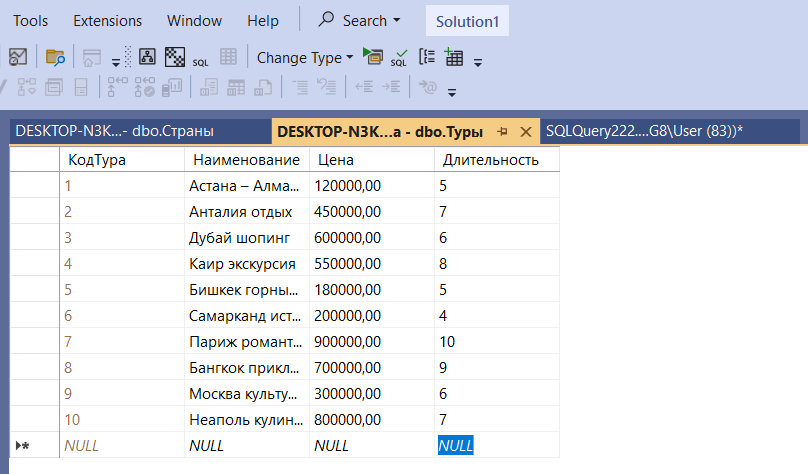 Tools Extensions Window Help Search Solution1
SQL Change Type SQL
DESKTOP-N3K...- dbo.Страны DESKTOP-N3K...a - dbo.Туры SQLQuery222....G8\User (83))*
КодТура Наименование Цена Длительность
1 Астана – Алма... 120000,00 5
2 Анталия отдых 450000,00 7
3 Дубай шопинг 600000,00 6
4 Каир экскурсия 550000,00 8
5 Бишкек горны... 180000,00 5
6 Самарканд ист... 200000,00 4
7 Париж романт... 900000,00 10
8 Бангкок прикл... 700000,00 9
9 Москва культу... 300000,00 6
10 Неаполь кулин... 800000,00 7
NULL NULL NULL NULL